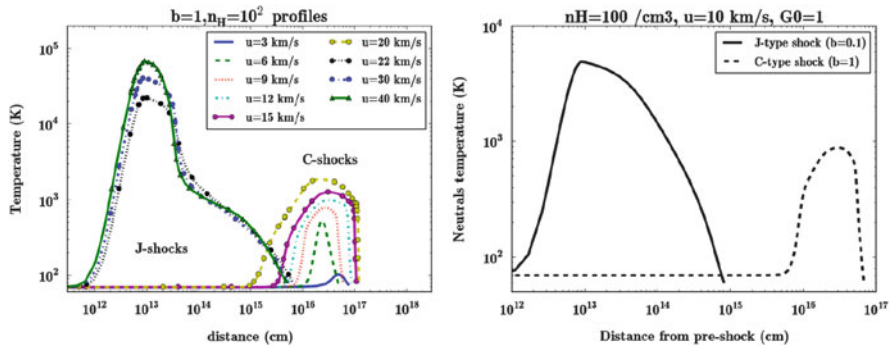 b=1,n_H=10^2 profiles
Temperature (K)
10^5
10^4
10^3
10^2
u=3 km/s
u=6 km/s
u=9 km/s
u=12 km/s
u=15 km/s
u=20 km/s
u=22 km/s
u=30 km/s
u=40 km/s
C-shocks
J-shocks
10^12 10^13 10^14 10^15 10^16 10^17 10^18
distance (cm)
nH=100 /cm3, u=10 km/s, G0=1
Neutrals temperature (K)
10^4
10^3
10^2
J-type shock (b=0.1)
C-type shock (b=1)
10^12 10^13 10^14 10^15 10^16 10^17
Distance from pre-shock (cm)